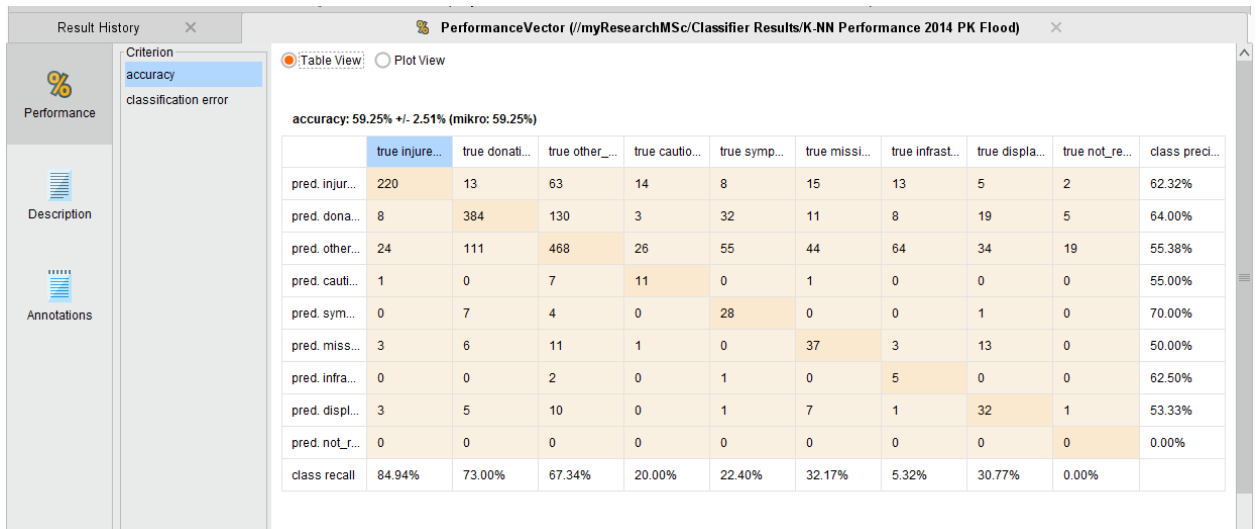 Result History
PerformanceVector (//myResearchMSc/Classifier Results/K-NN Performance 2014 PK Flood)
Performance
Description
Annotations
Criterion
accuracy
classification error
Table View Plot View
accuracy: 59.25% +/- 2.51% (mikro: 59.25%)
true injure... true donati... true other_... true cautio... true symp... true missi... true infrast... true displa... true not_re... class preci...
pred. injur... 220 13 63 14 8 15 13 5 2 62.32%
pred. dona... 8 384 130 3 32 11 8 19 5 64.00%
pred. other... 24 111 468 26 55 44 64 34 19 55.38%
pred. cauti... 1 0 7 11 0 1 0 0 0 55.00%
pred. sym... 0 7 4 0 28 0 0 1 0 70.00%
pred. miss... 3 6 11 1 0 37 3 13 0 50.00%
pred. infra... 0 0 2 0 1 0 5 0 0 62.50%
pred. displ... 3 5 10 0 1 7 1 32 1 53.33%
pred. not_r... 0 0 0 0 0 0 0 0 0 0.00%
class recall 84.94% 73.00% 67.34% 20.00% 22.40% 32.17% 5.32% 30.77% 0.00%